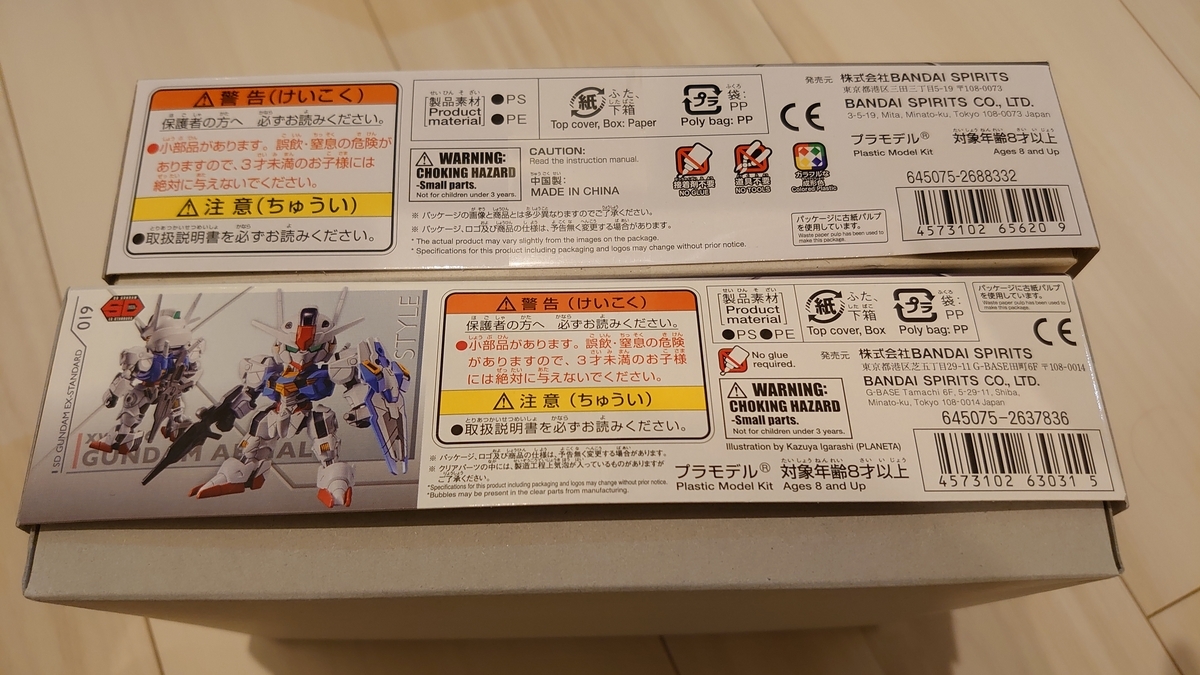 警告(けいこく)
保護者の方へ 必ずお読みください。
●小部品があります。誤飲・窒息の危険が
ありますので、3才未満のお子様には
絶対に与えないでください。
注意(ちゅうい)
●取扱説明書を必ずお読みください。
製品素材
Product
material
●PS
●PE
紙
ふた、
下箱
Top cover, Box: Paper
プラ
袋:
PP
Poly bag: PP
WARNING:
CHOKING HAZARD
-Small parts.
Not for children under 3 years.
CAUTION:
Read the instruction manual.
中国製:
MADE IN CHINA
接着剤不要
NO GLUE
道具不要
NO TOOLS
カラフルな
成形色
Colored Plastic
※ パッケージの画像と商品とは多少異なりますのでご了承ください。
※ パッケージ、ロゴ及び商品の仕様は、予告無く変更する場合があります。
* The actual product may vary slightly from the images on the package.
* Specifications for this product including packaging and logos may change without prior notice.
CE
発売元 株式会社BANDAI SPIRITS
東京都港区三田三丁目5-19 〒108-0073
BANDAI SPIRITS CO., LTD.
3-5-19, Mita, Minato-ku, Tokyo 108-0073 Japan
プラモデル® 対象年齢8才以上
Plastic Model Kit Ages 8 and Up
645075-2688332
パッケージに古紙パルプ
を使用しています。
Waste paper pulp has been used to
make this package.
4573102 65620 9
019
SD GUNDAM EX-STANDARD
STYLE
GUNDAM AERIAL
警告(けいこく)
保護者の方へ 必ずお読みください。
●小部品があります。誤飲・窒息の危険
がありますので、3才未満のお子様
には絶対に与えないでください。
注意(ちゅうい)
●取扱説明書を必ずお読みください。
※ パッケージ、ロゴ及び商品の仕様は、予告無く変更する場合があります。
※ クリアパーツの中には、製造工程上気泡が入っているものがありますが
ご了承ください。
*Specifications for this product including packaging and logos may change without prior notice.
*Bubbles may be present in the clear parts from manufacturing.
製品素材
Product
material
●PS●PE
紙
ふた、
下箱
Top cover, Box
プラ
袋:
PP
Poly bag: PP
パッケージに古紙パルプ
を使用しています。
Waste paper pulp has been used to
make this package.
CE
No glue
required.
WARNING:
CHOKING HAZARD
-Small parts.
Not for children under 3 years.
発売元 株式会社BANDAI SPIRITS
東京都港区芝五丁目29-11 G-BASE田町6F 〒108-0014
BANDAI SPIRITS CO., LTD.
G-BASE Tamachi 6F, 5-29-11, Shiba,
Minato-ku, Tokyo 108-0014 Japan
645075-2637836
Illustration by Kazuya Igarashi (PLANETA)
プラモデル® 対象年齢8才以上
Plastic Model Kit Ages 8 and Up
4573102 63031 5